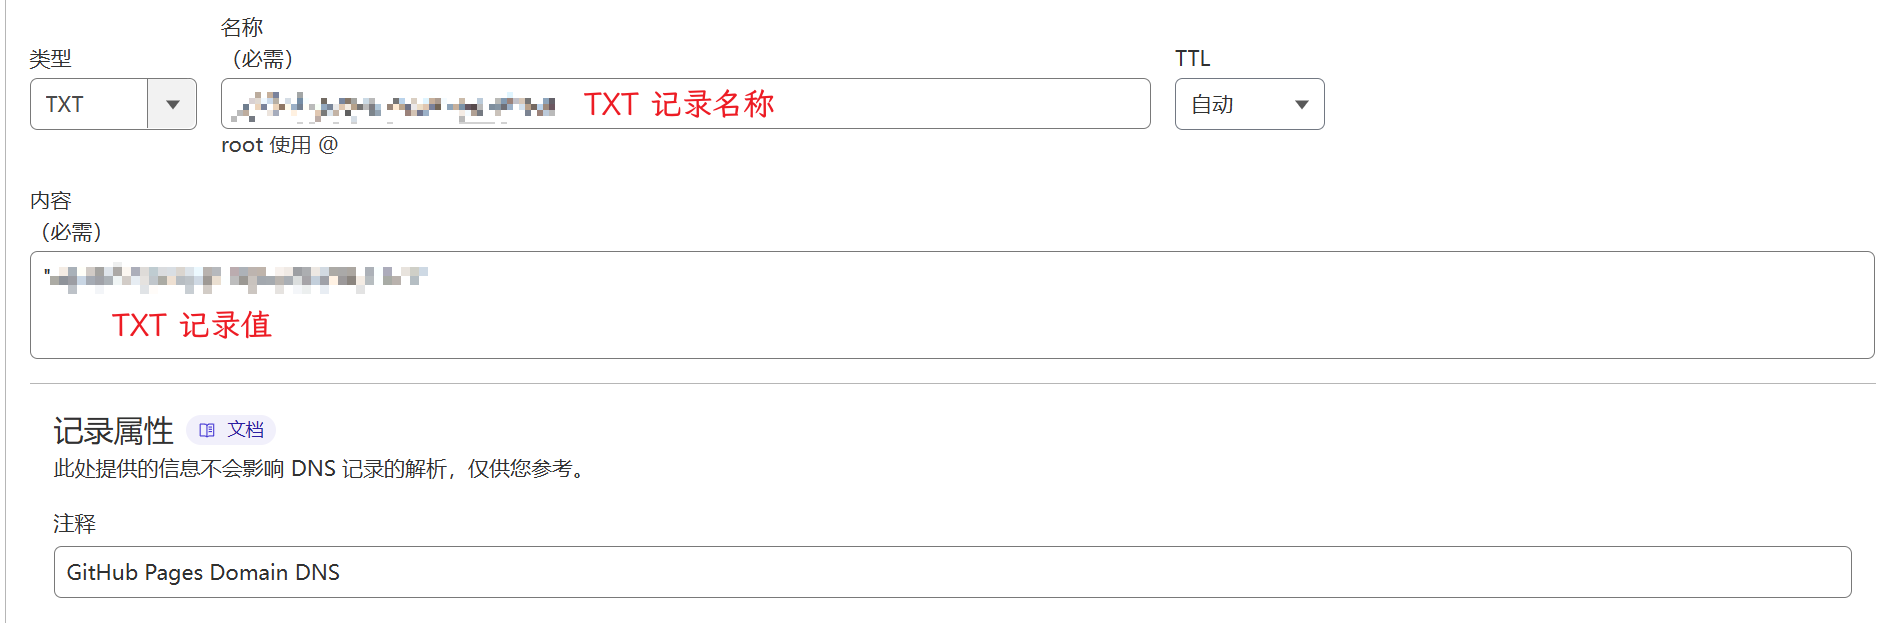 类型
名称
（必需）
TTL
TXT
TXT 记录名称
自动
root 使用 @
内容
（必需）
"
TXT 记录值
记录属性
文档
此处提供的信息不会影响 DNS 记录的解析，仅供您参考。
注释
GitHub Pages Domain DNS